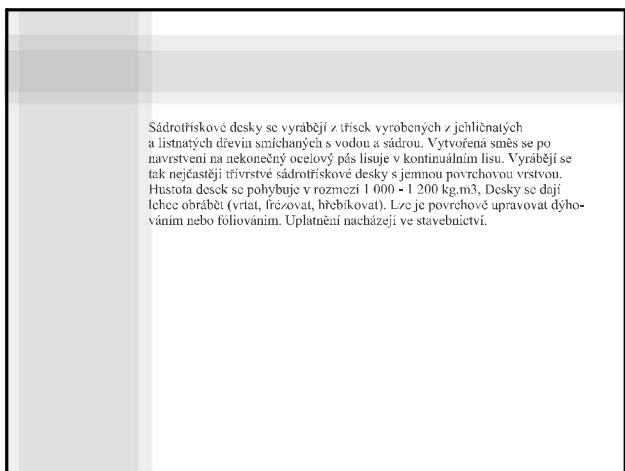 Sádrotřískové desky se vyrábějí z třísek vyrobených z jehličnatých
a listnatých dřevin smíchaných s vodou a sádrou. Vytvořená směs se po
navrstvení na nekonečný ocelový pás lisuje v kontinuálním lisu. Vyrábějí se
tak nejčastěji třívrstvé sádrotřískové desky s jemnou povrchovou vrstvou.
Hustota desek se pohybuje v rozmezí 1 000 - 1 200 kg.m3, Desky se dají
lehce obrábět (vrtat, frézovat, hřebíkovat). Lze je povrchově upravovat dýho-
váním nebo fóliováním. Uplatnění nacházejí ve stavebnictví.